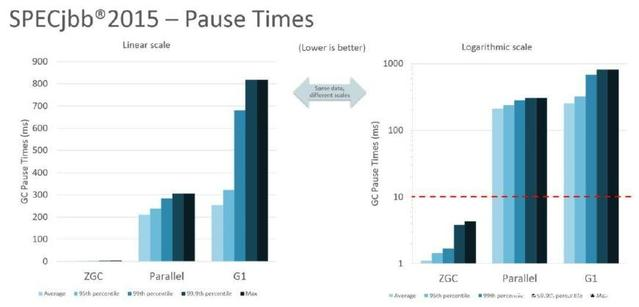 SPECjbb®2015 – Pause Times
Linear scale
(Lower is better)
Logarithmic scale
Same data,
different scales
GC Pause Times (ms)
900
800
700
600
500
400
300
200
100
0
ZGC Parallel G1
Average 95th percentile 99th percentile 99.9th percentile Max
GC Pause Times (ms)
1000
100
10
1
ZGC Parallel G1
Average 95th percentile 99th percentile 99.9th percentile Max